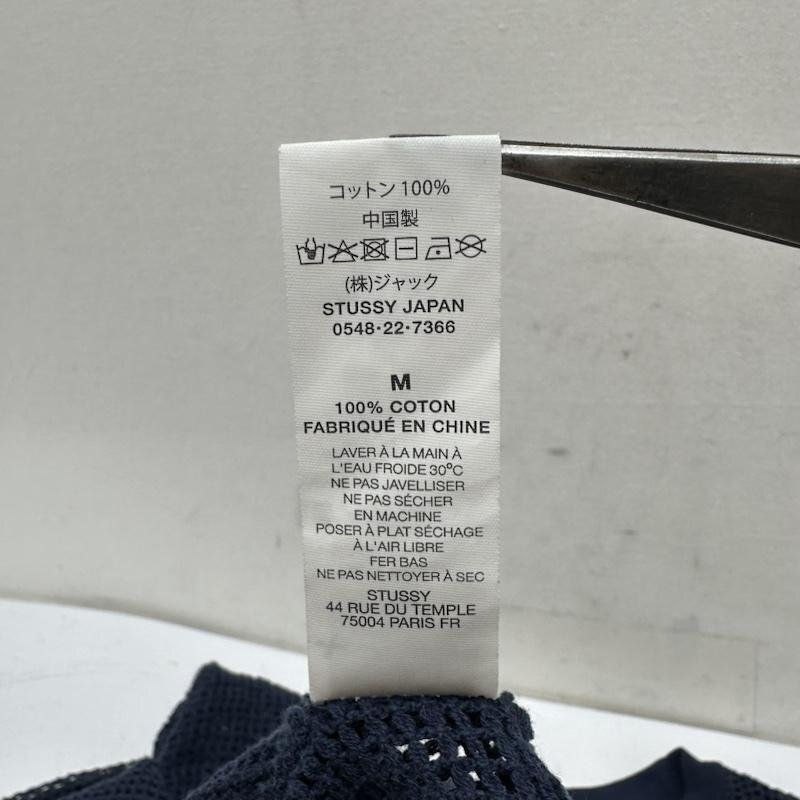 コットン 100%
中国製
(株)ジャック
STUSSY JAPAN
0548・22・7366
M
100% COTON
FABRIQUÉ EN CHINE
LAVER À LA MAIN À
L'EAU FROIDE 30°C
NE PAS JAVELLISER
NE PAS SÉCHER
EN MACHINE
POSER À PLAT SÉCHAGE
À L'AIR LIBRE
FER BAS
NE PAS NETTOYER À SEC
STUSSY
44 RUE DU TEMPLE
75004 PARIS FR